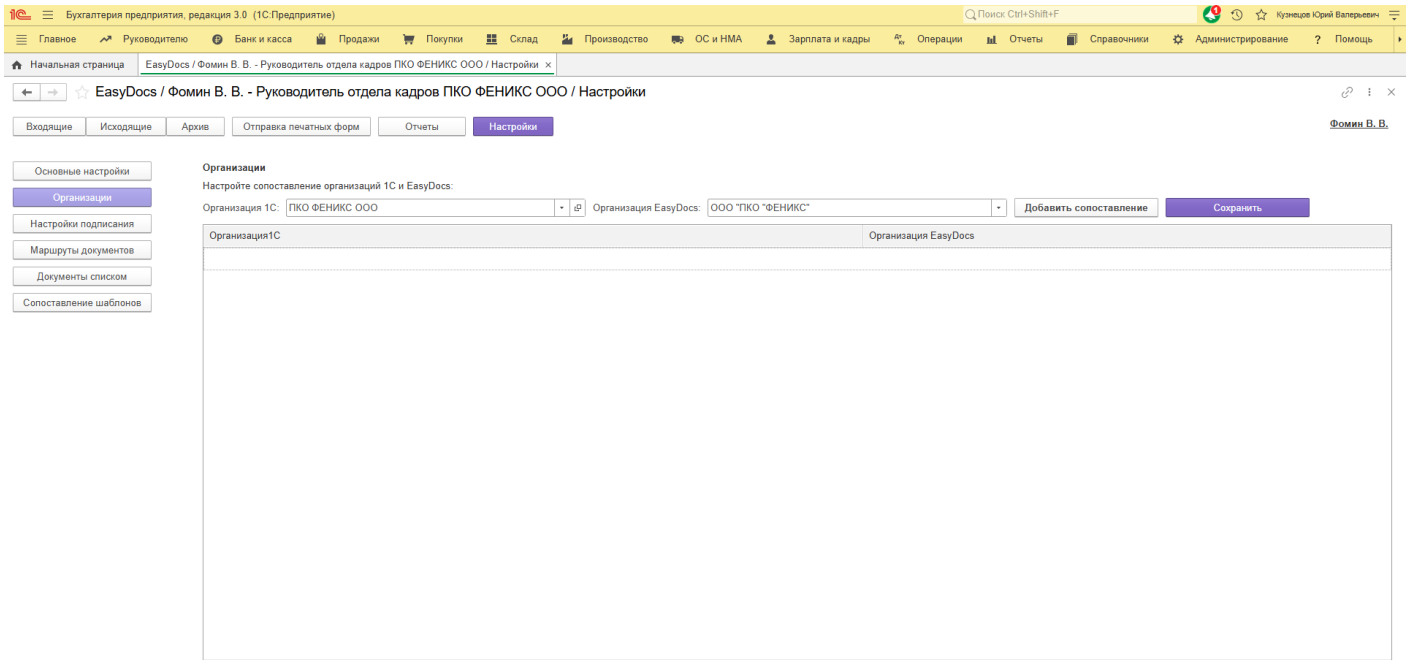 1С Бухгалтерия предприятия, редакция 3.0 (1С:Предприятие) Поиск Ctrl+Shift+F 9 Кузнецов Юрий Валерьевич
Главное Руководителю Банк и касса Продажи Покупки Склад Производство ОС и НМА Зарплата и кадры Дт Кт Операции Отчеты Справочники Администрирование ? Помощь
Начальная страница EasyDocs / Фомин В. В. - Руководитель отдела кадров ПКО ФЕНИКС ООО / Настройки ×
EasyDocs / Фомин В. В. - Руководитель отдела кадров ПКО ФЕНИКС ООО / Настройки
Входящие Исходящие Архив Отправка печатных форм Отчеты Настройки Фомин В. В.
Основные настройки
Организации
Настройки подписания
Маршруты документов
Документы списком
Сопоставление шаблонов
Организации
Настройте сопоставление организаций 1С и EasyDocs:
Организация 1С: ПКО ФЕНИКС ООО Организация EasyDocs: ООО "ПКО "ФЕНИКС" Добавить сопоставление Сохранить
Организация1С Организация EasyDocs